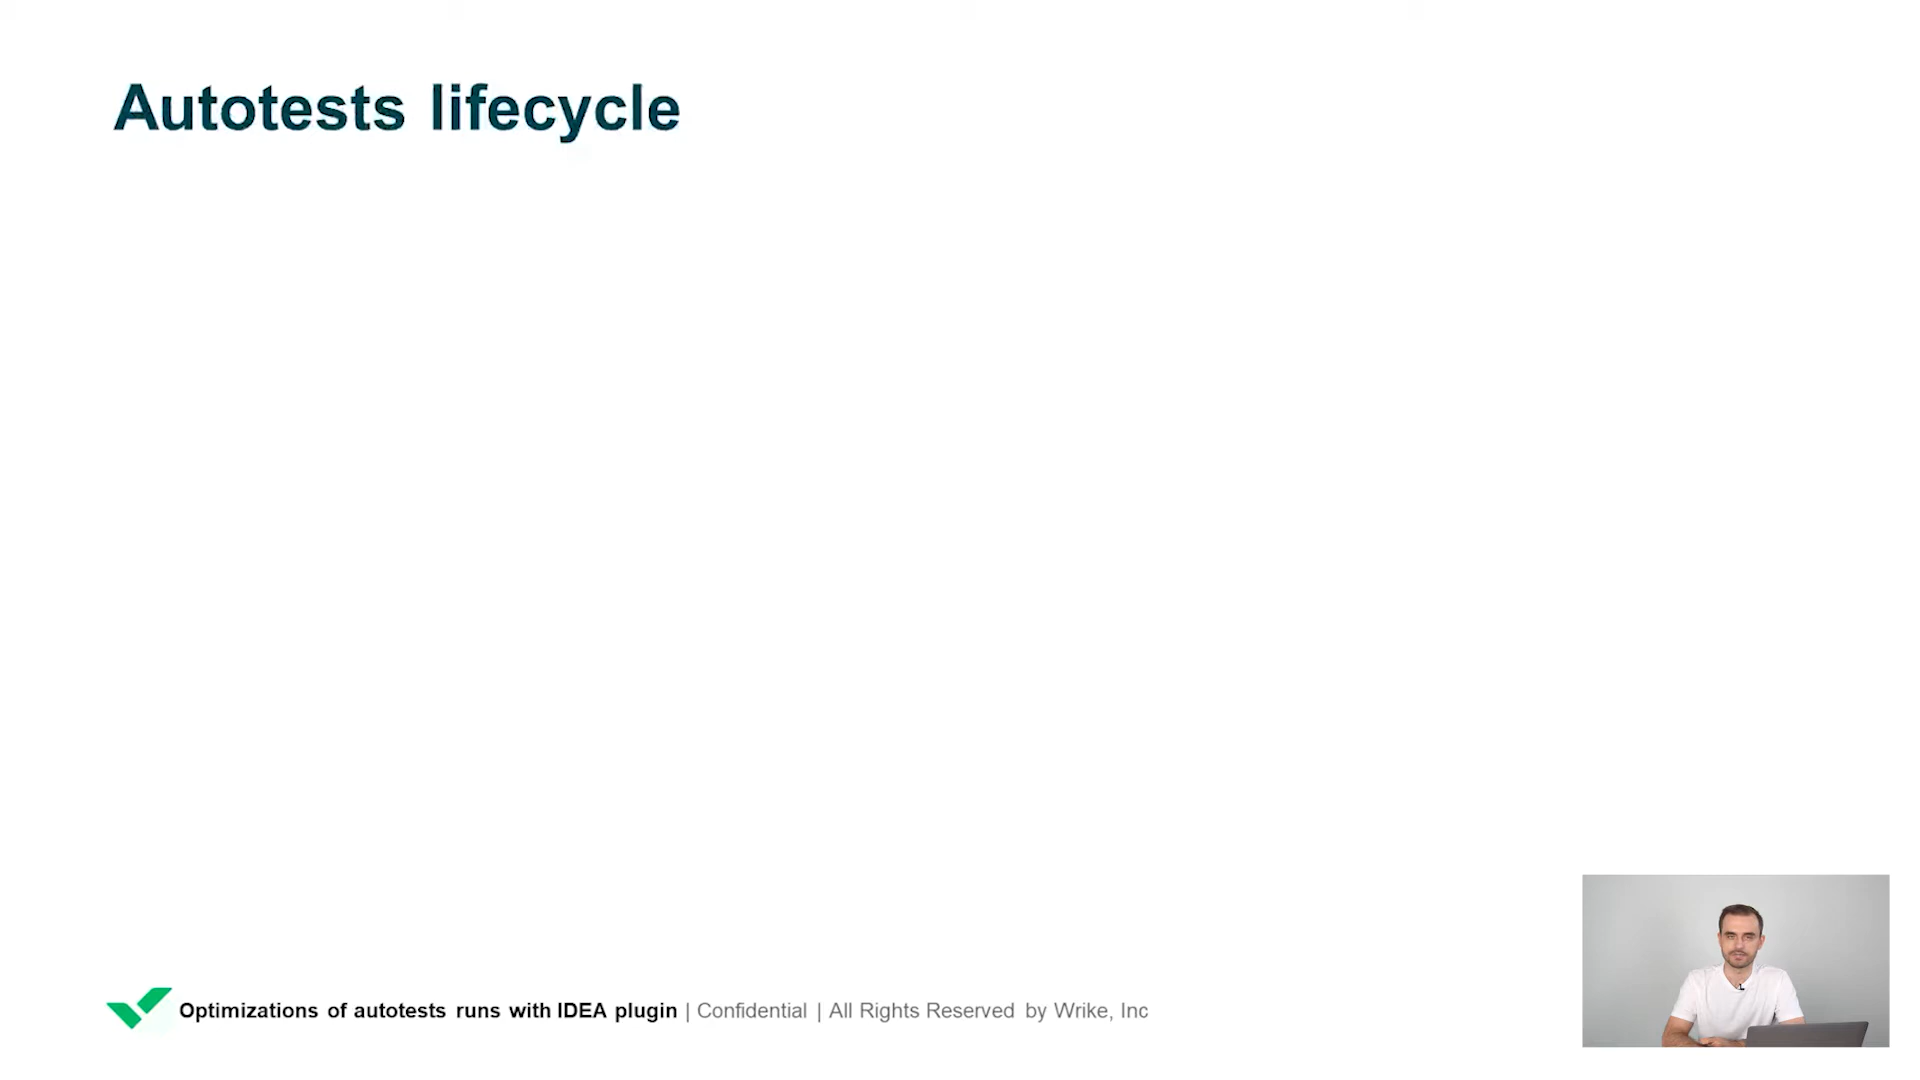 Autotests lifecycle
Optimizations of autotests runs with IDEA plugin | Confidential | All Rights Reserved by Wrike, Inc